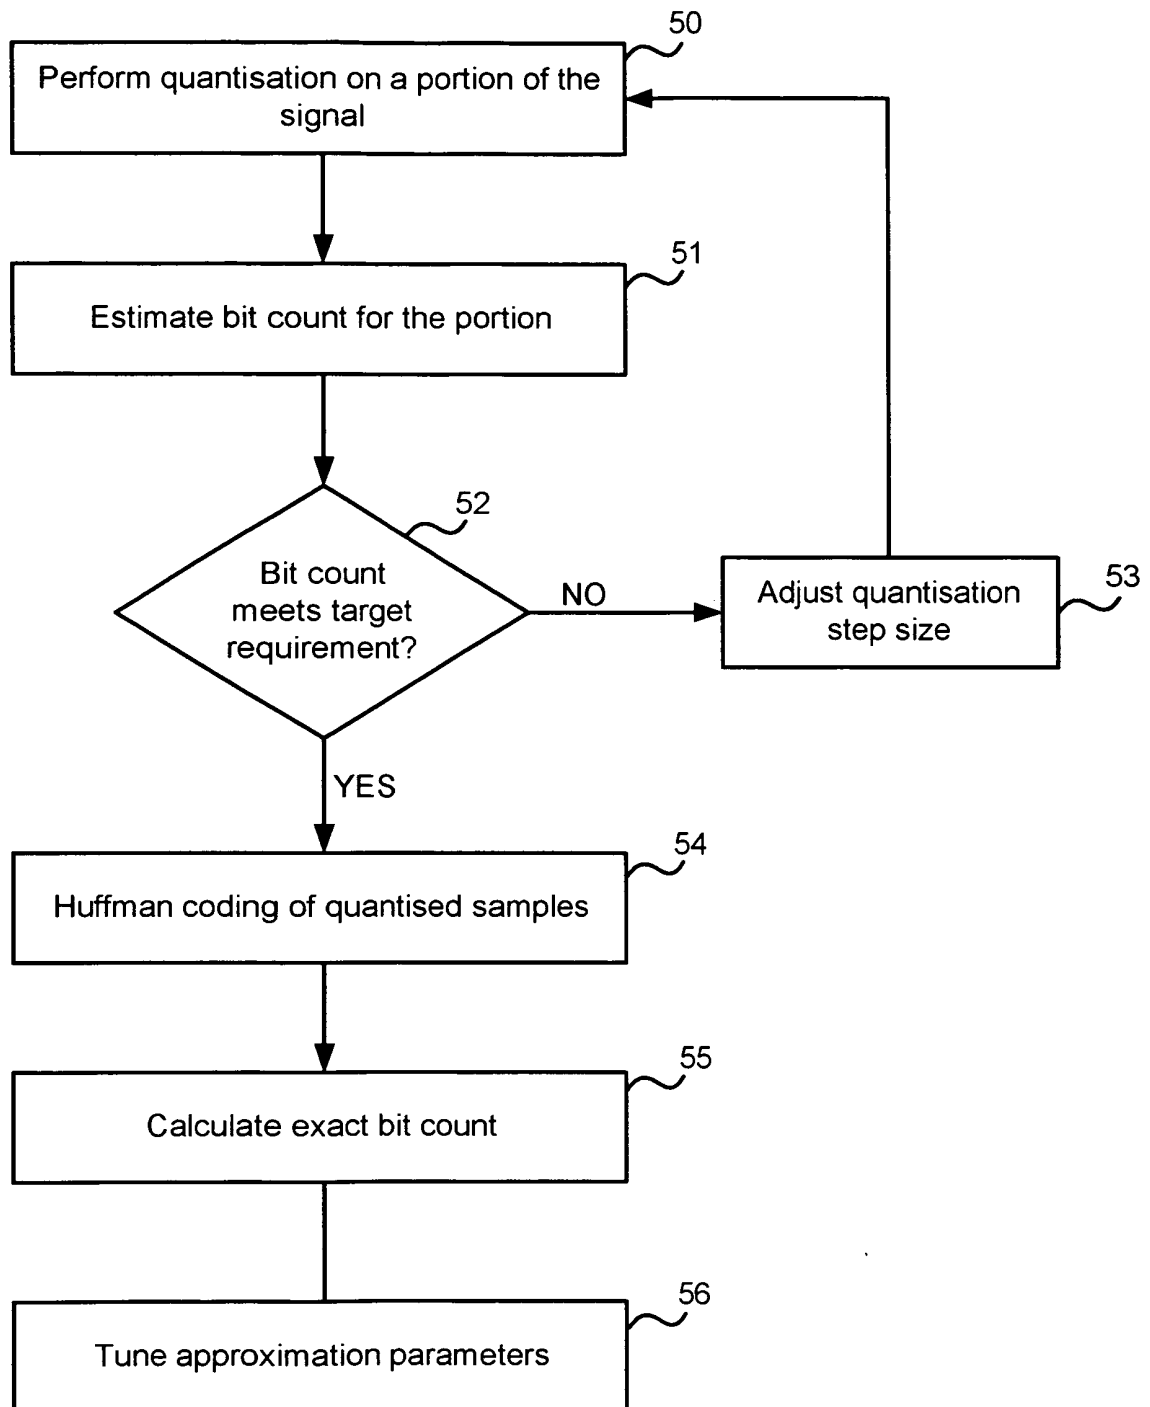 50
Perform quantisation on a portion of the
signal
51
Estimate bit count for the portion
52
Bit count
meets target
requirement?
NO
Adjust quantisation
step size
53
YES
54
Huffman coding of quantised samples
55
Calculate exact bit count
56
Tune approximation parameters